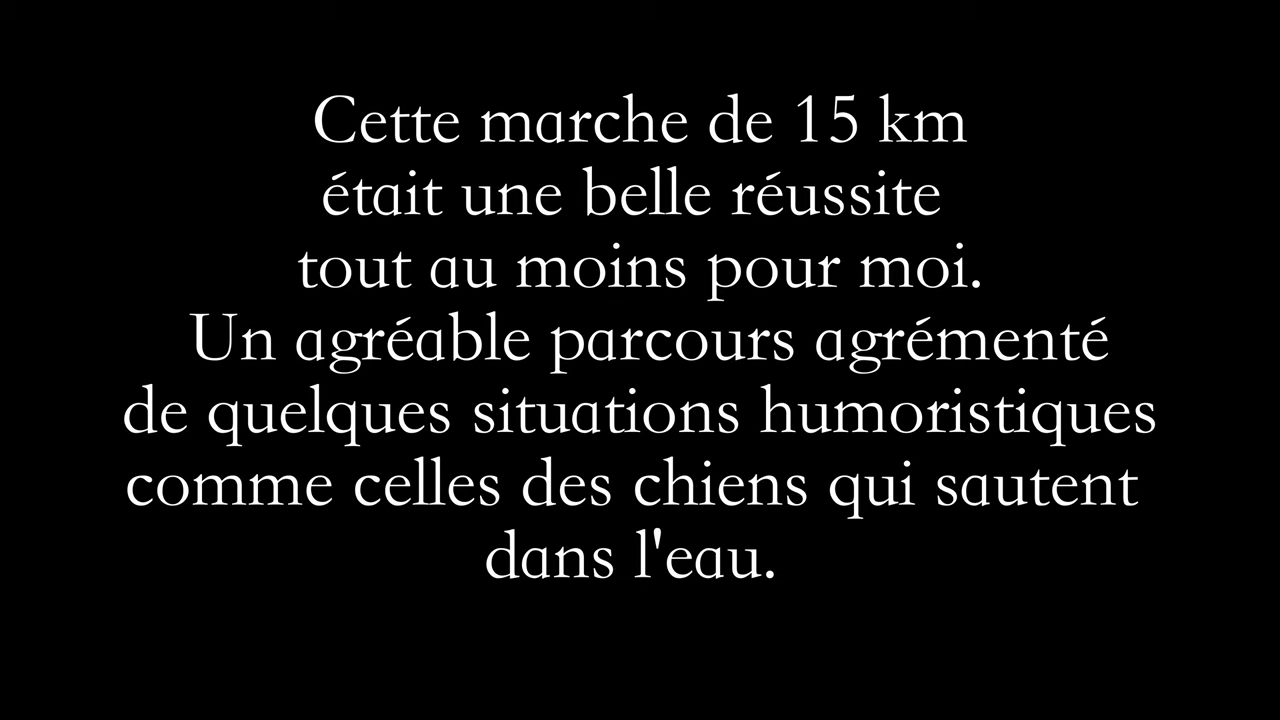 Cette marche de 15 km
était une belle réussite
tout au moins pour moi.
Un agréable parcours agrémenté
de quelques situations humoristiques
comme celles des chiens qui sautent
dans l'eau.